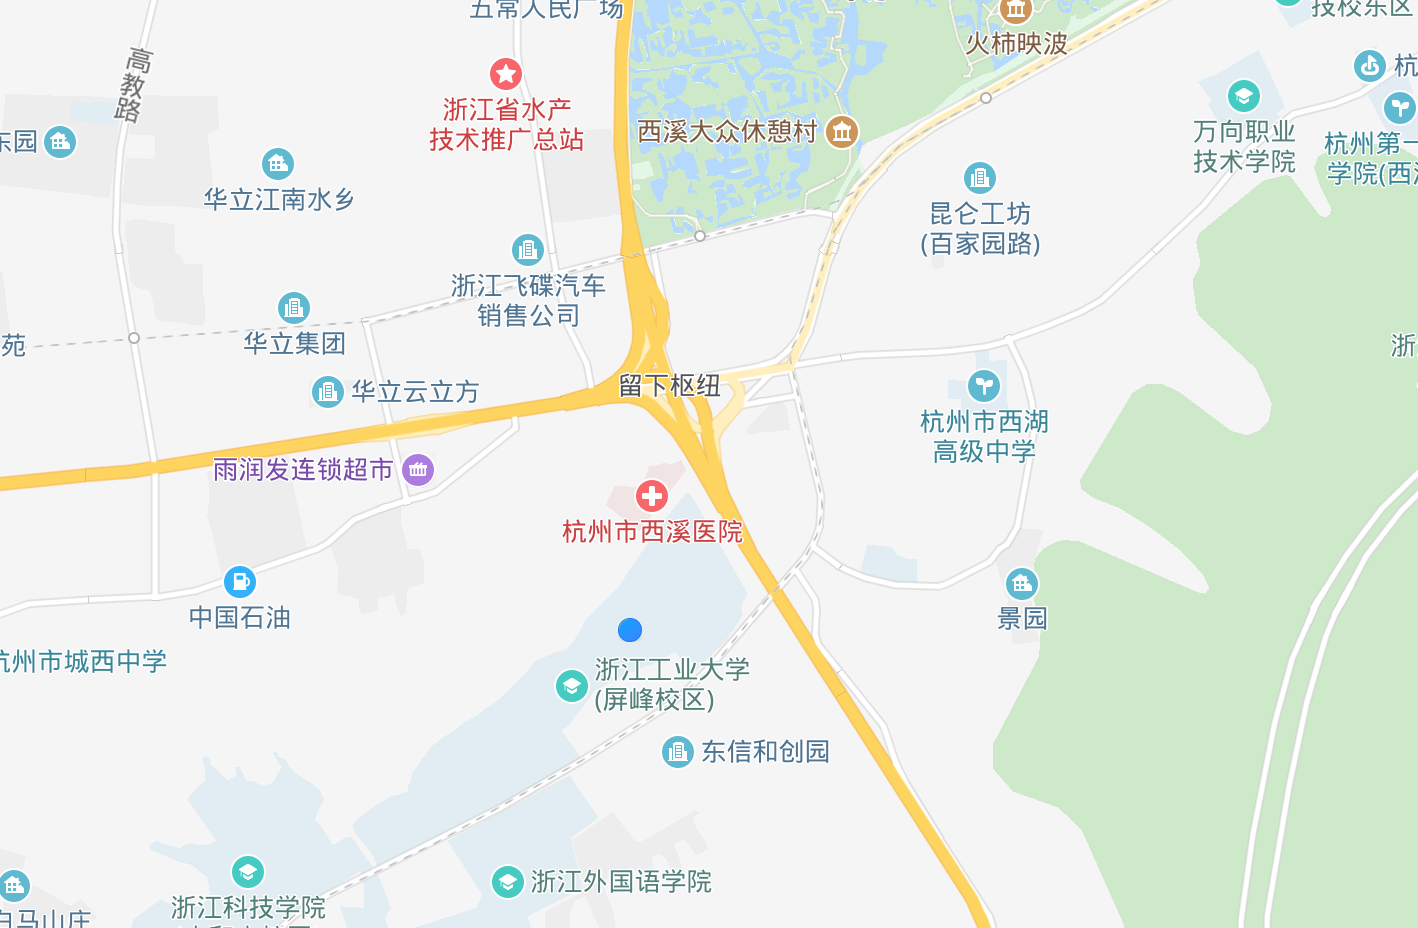 五常人民广场
技校东区
火柿映波
高教路
浙江省水产
技术推广总站
杭
西溪大众休憩村
万向职业
技术学院
杭州第一
学院(西溪
东园
华立江南水乡
昆仑工坊
(百家园路)
浙江飞碟汽车
销售公司
华立集团
苑
浙
留下枢纽
华立云立方
杭州市西湖
高级中学
雨润发连锁超市
杭州市西溪医院
中国石油
景园
杭州市城西中学
浙江工业大学
(屏峰校区)
东信和创园
浙江外国语学院
浙江科技学院
白马山庄